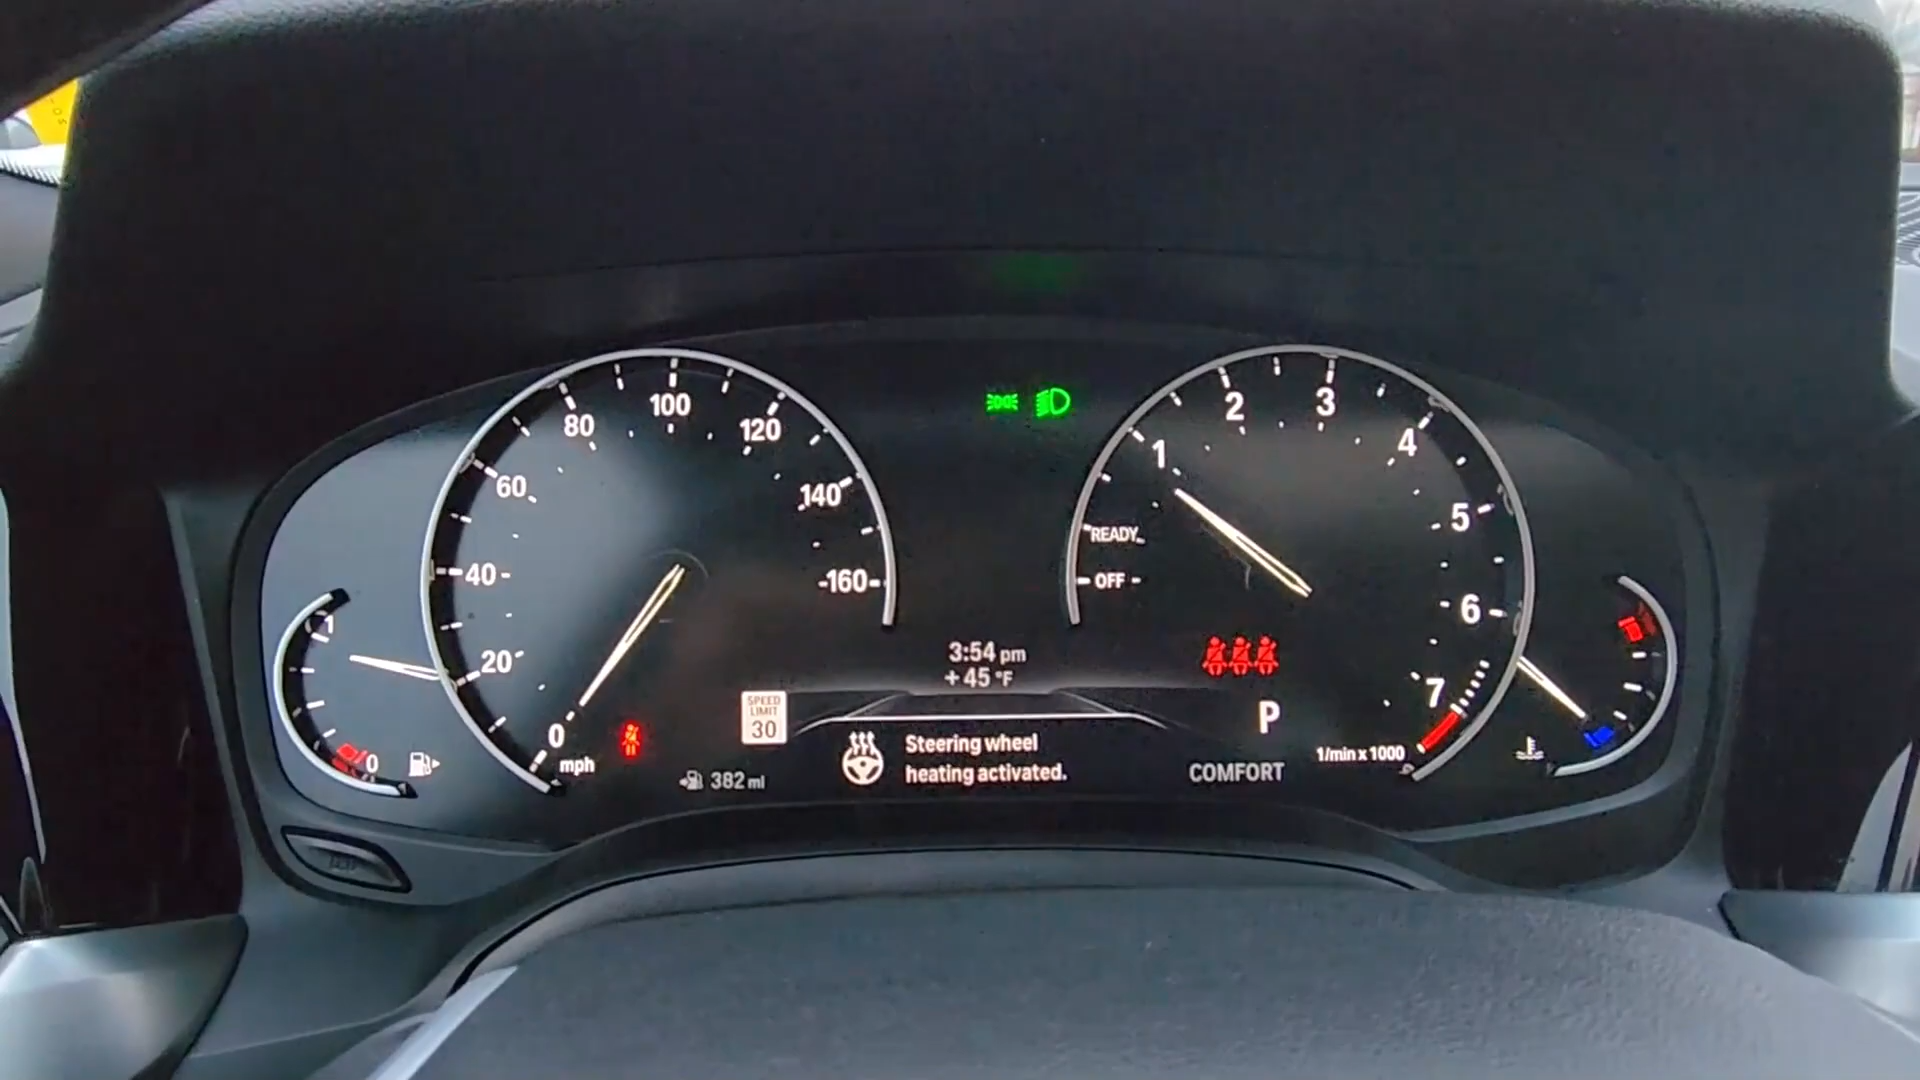 0
20
40
60
80
100
120
140
160
mph
1
0
382 mi
SPEED
LIMIT
30
3:54 pm
+ 45 °F
Steering wheel
heating activated.
OFF
READY
1
2
3
4
5
6
7
1/min x 1000
P
COMFORT